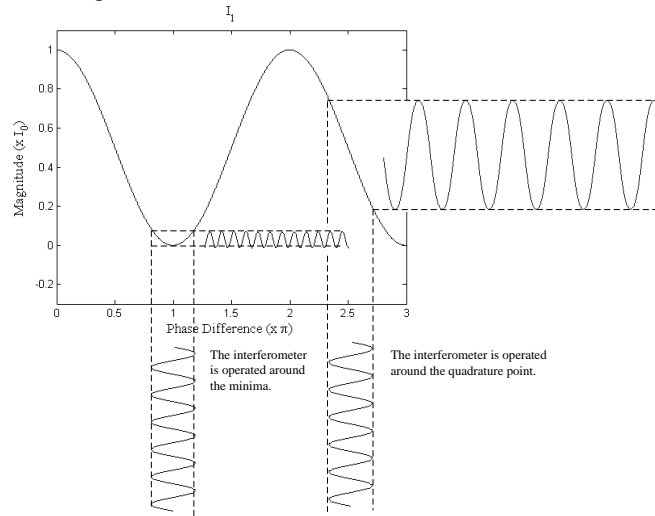 I₁
Magnitude (x I₀)
1
0.8
0.6
0.4
0.2
0
-0.2
0
0.5
1
1.5
2
2.5
3
Phase Difference (x π)
The interferometer
is operated around
the minima.
The interferometer is operated
around the quadrature point.